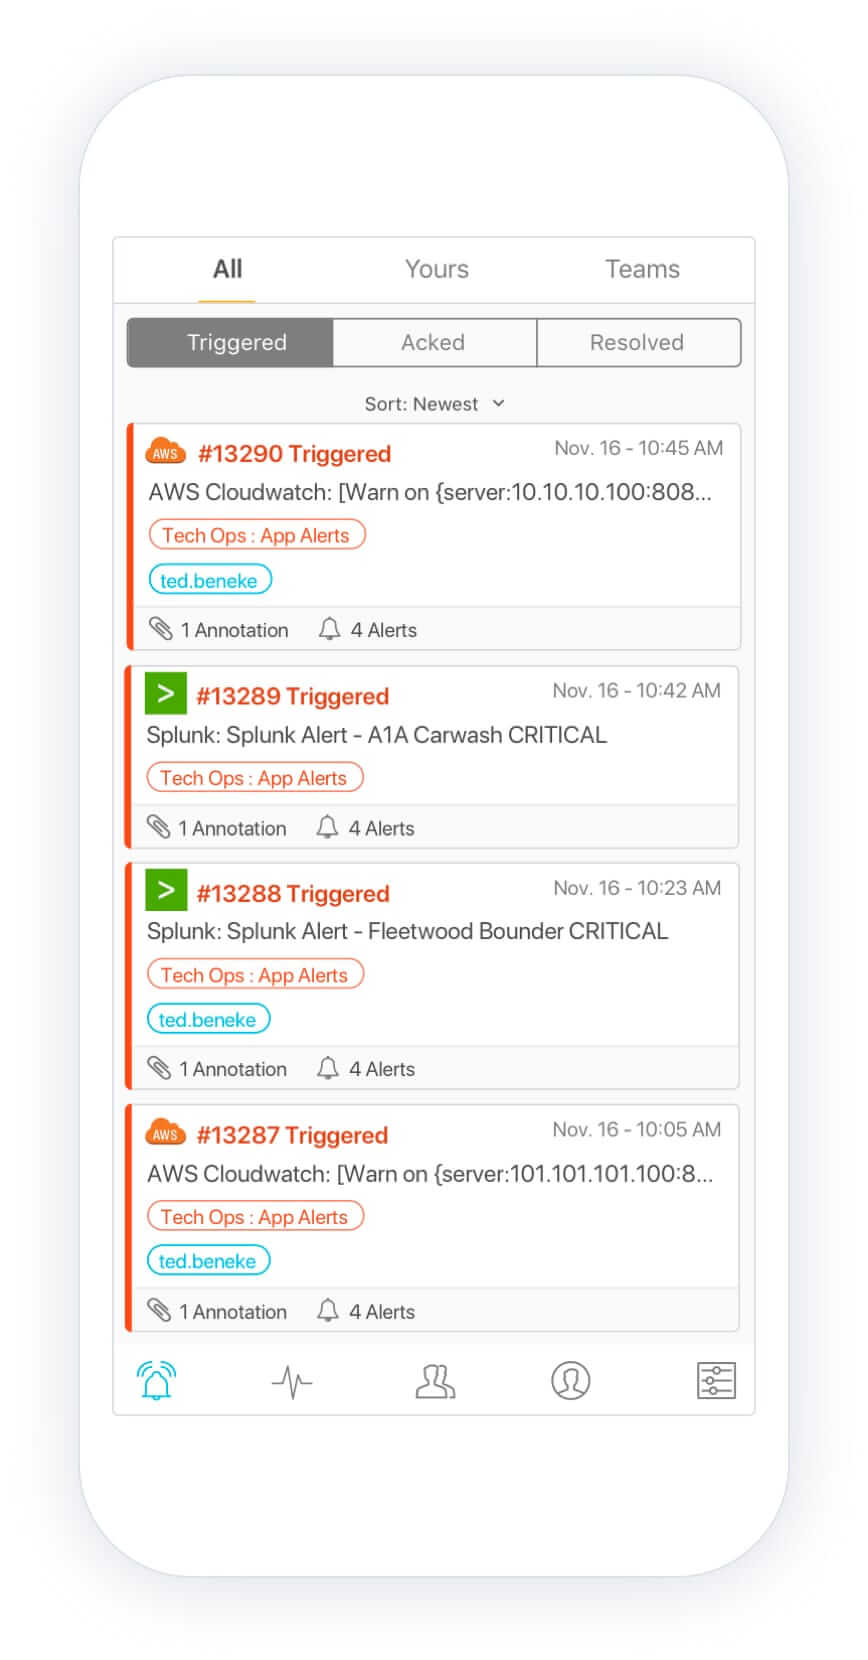 All Yours Teams
Triggered Acked Resolved
Sort: Newest
AWS #13290 Triggered Nov. 16 - 10:45 AM
AWS Cloudwatch: [Warn on {server:10.10.10.100:808...
Tech Ops : App Alerts
ted.beneke
1 Annotation 4 Alerts
> #13289 Triggered Nov. 16 - 10:42 AM
Splunk: Splunk Alert - A1A Carwash CRITICAL
Tech Ops : App Alerts
1 Annotation 4 Alerts
> #13288 Triggered Nov. 16 - 10:23 AM
Splunk: Splunk Alert - Fleetwood Bounder CRITICAL
Tech Ops : App Alerts
ted.beneke
1 Annotation 4 Alerts
AWS #13287 Triggered Nov. 16 - 10:05 AM
AWS Cloudwatch: [Warn on {server:101.101.101.100:8...
Tech Ops : App Alerts
ted.beneke
1 Annotation 4 Alerts